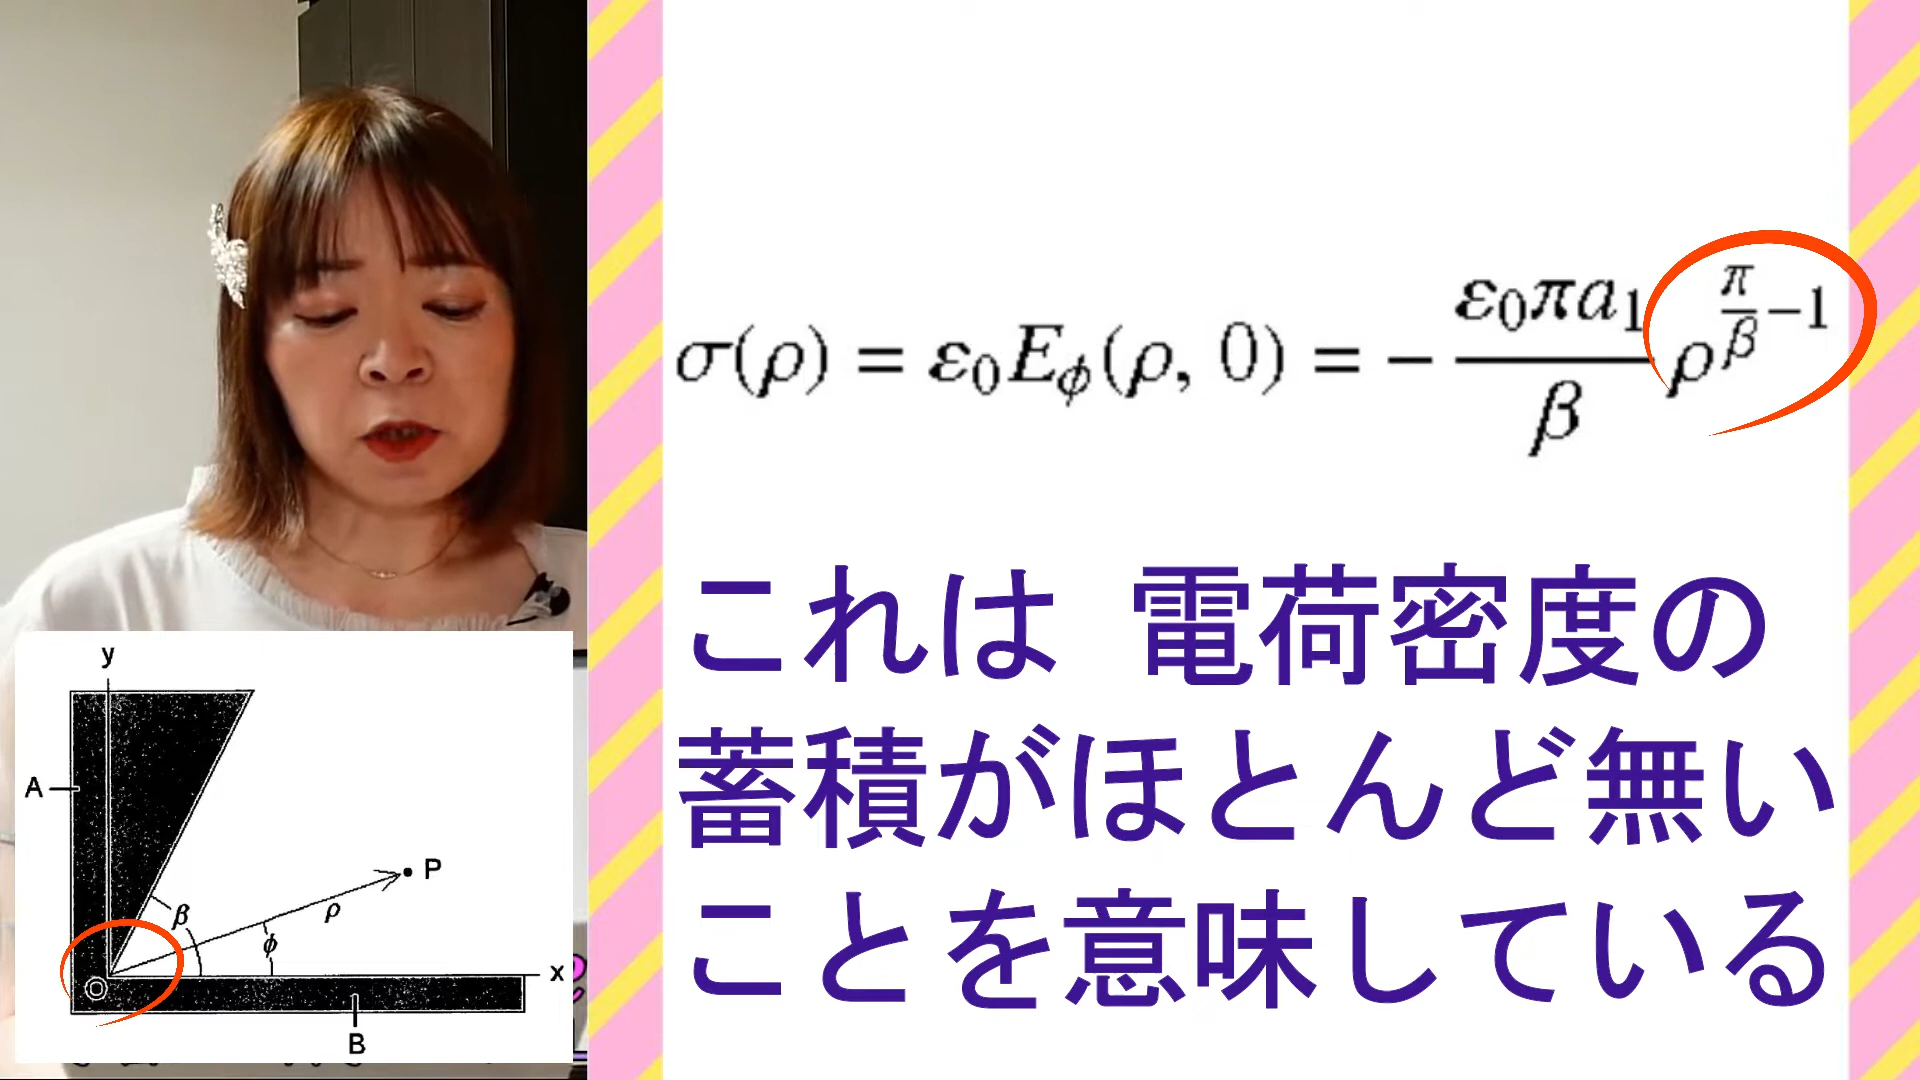 σ(ρ) = ε₀E_ϕ(ρ, 0) = − ε₀πa₁/β ρ^(π/β −1)
これは 電荷密度の
蓄積がほとんど無い
ことを意味している
y
A
P
β
ρ
ϕ
x
O
B